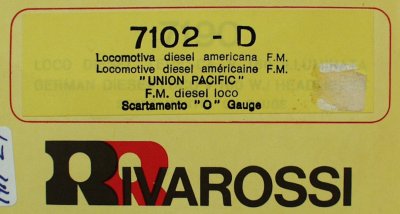 7102 - D
Locomotiva diesel americana F.M.
Locomotive diesel américaine F.M.
"UNION PACIFIC"
F.M. diesel loco
Scartamento "O" Gauge
RIVAROSSI